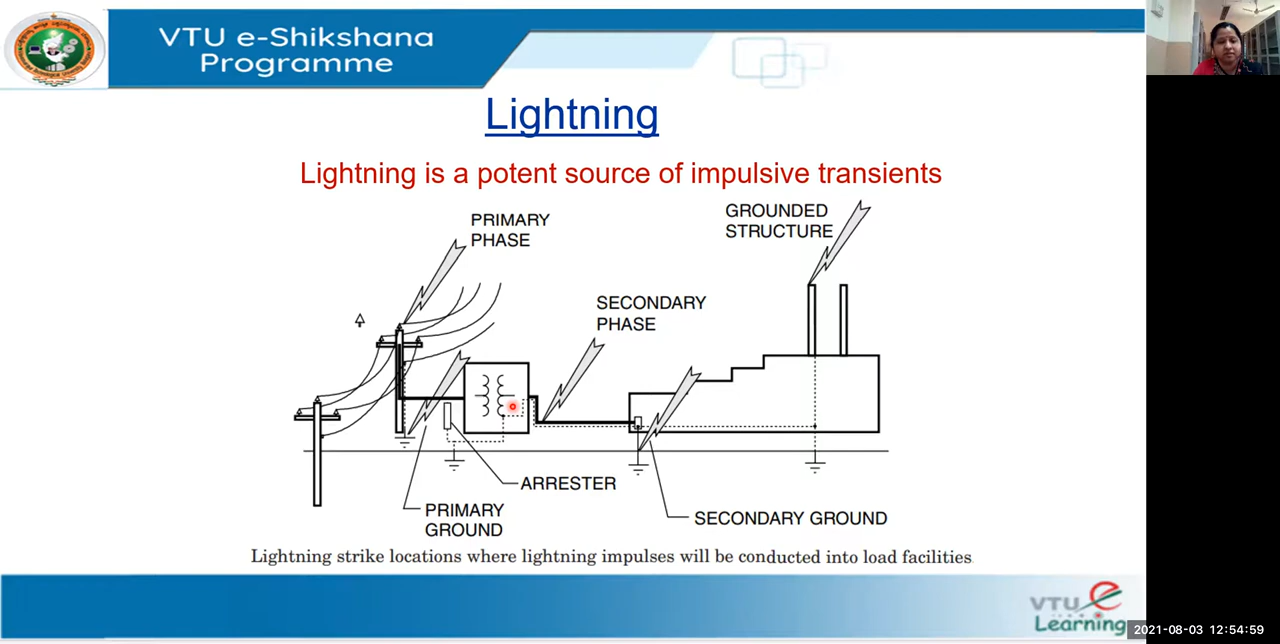 VTU e-Shikshana
Programme
Lightning
Lightning is a potent source of impulsive transients
PRIMARY
PHASE
GROUNDED
STRUCTURE
SECONDARY
PHASE
ARRESTER
PRIMARY
GROUND
SECONDARY GROUND
Lightning strike locations where lightning impulses will be conducted into load facilities
VTU e
Learning
2021-08-03 12:54:59